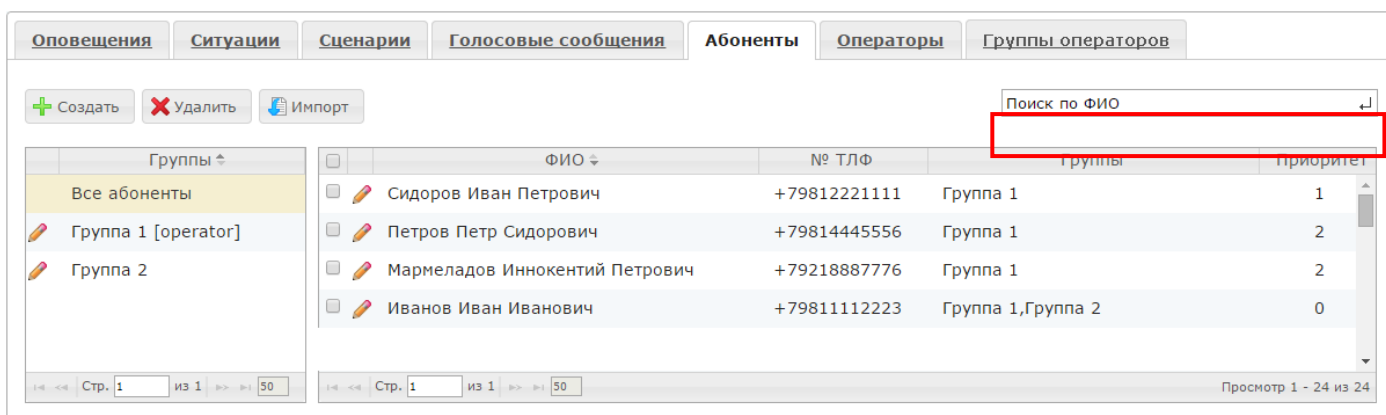 Оповещения Ситуации Сценарии Голосовые сообщения Абоненты Операторы Группы операторов
Создать Удалить Импорт Поиск по ФИО
Группы ФИО № ТЛФ Группы Приоритет
Все абоненты Сидоров Иван Петрович +79812221111 Группа 1 1
Группа 1 [operator] Петров Петр Сидорович +79814445556 Группа 1 2
Группа 2 Мармеладов Иннокентий Петрович +79218887776 Группа 1 2
Иванов Иван Иванович +79811112223 Группа 1,Группа 2 0
Стр. 1 из 1 50 Стр. 1 из 1 50 Просмотр 1 - 24 из 24